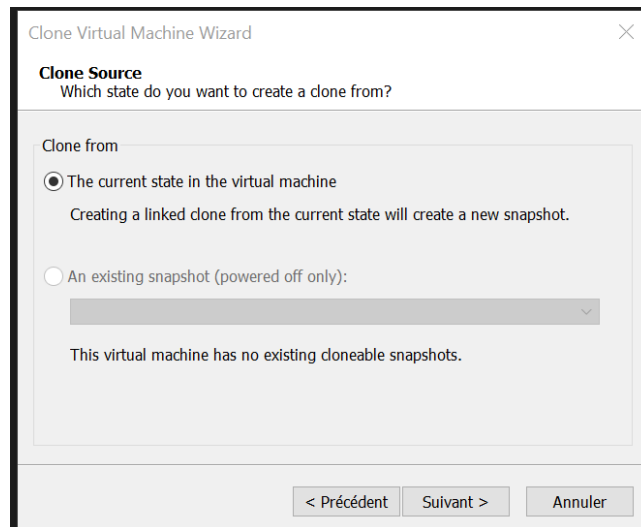 Clone Virtual Machine Wizard
Clone Source
Which state do you want to create a clone from?
Clone from
The current state in the virtual machine
Creating a linked clone from the current state will create a new snapshot.
An existing snapshot (powered off only):
This virtual machine has no existing cloneable snapshots.
< Précédent Suivant > Annuler